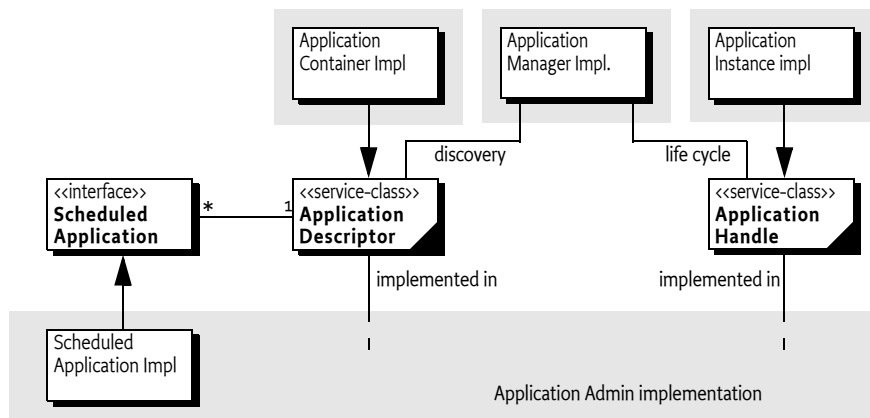 Application
Container Impl
Application
Manager Impl.
Application
Instance impl
discovery
life cycle
<<interface>>
Scheduled
Application
*
1
<<service-class>>
Application
Descriptor
<<service-class>>
Application
Handle
implemented in
implemented in
Scheduled
Application Impl
Application Admin implementation